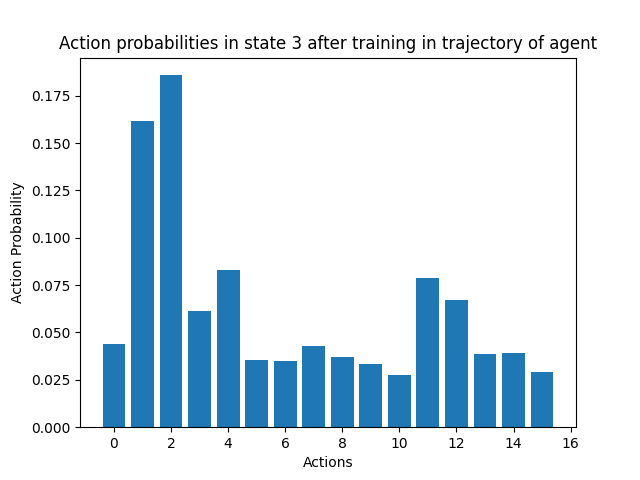 Action probabilities in state 3 after training in trajectory of agent
Action Probability
0.175
0.150
0.125
0.100
0.075
0.050
0.025
0.000
0 2 4 6 8 10 12 14 16
Actions